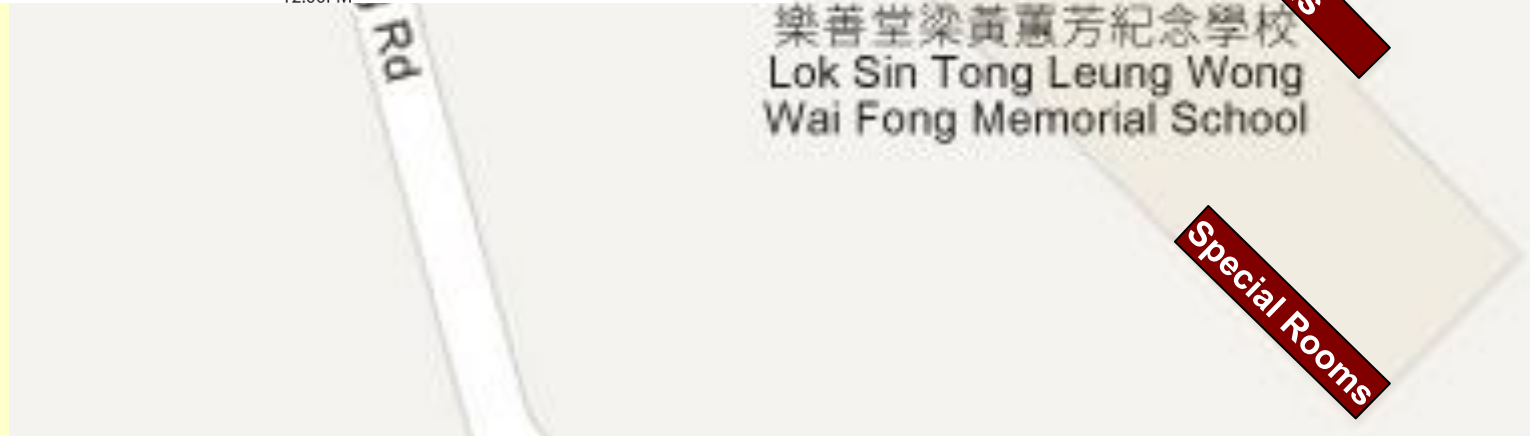 Rd
樂善堂梁黃蕙芳紀念學校
Lok Sin Tong Leung Wong
Wai Fong Memorial School
Special Rooms